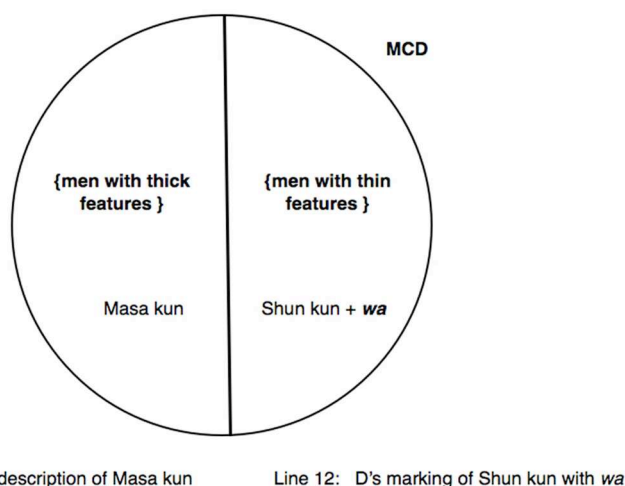 MCD
{men with thick
features }
{men with thin
features }
Masa kun
Shun kun + wa
description of Masa kun
Line 12: D's marking of Shun kun with wa